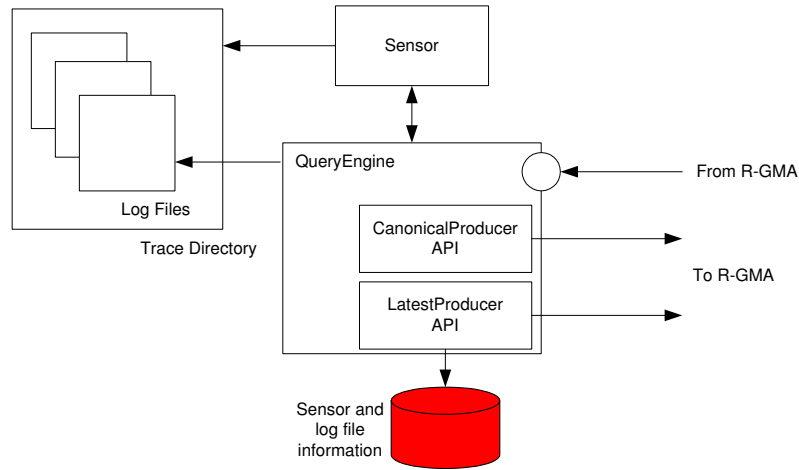 Sensor
QueryEngine
From R-GMA
Log Files
CanonicalProducer
API
Trace Directory
To R-GMA
LatestProducer
API
Sensor and
log file
information